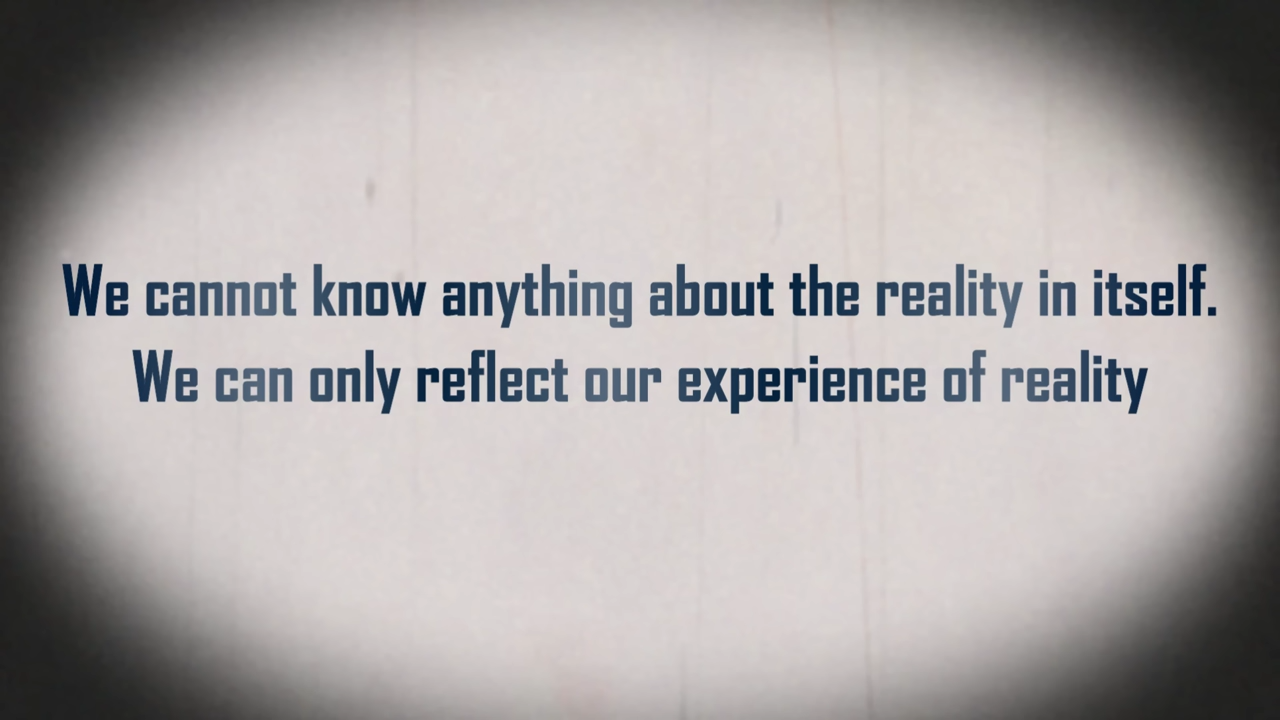 We cannot know anything about the reality in itself.
We can only reflect our experience of reality